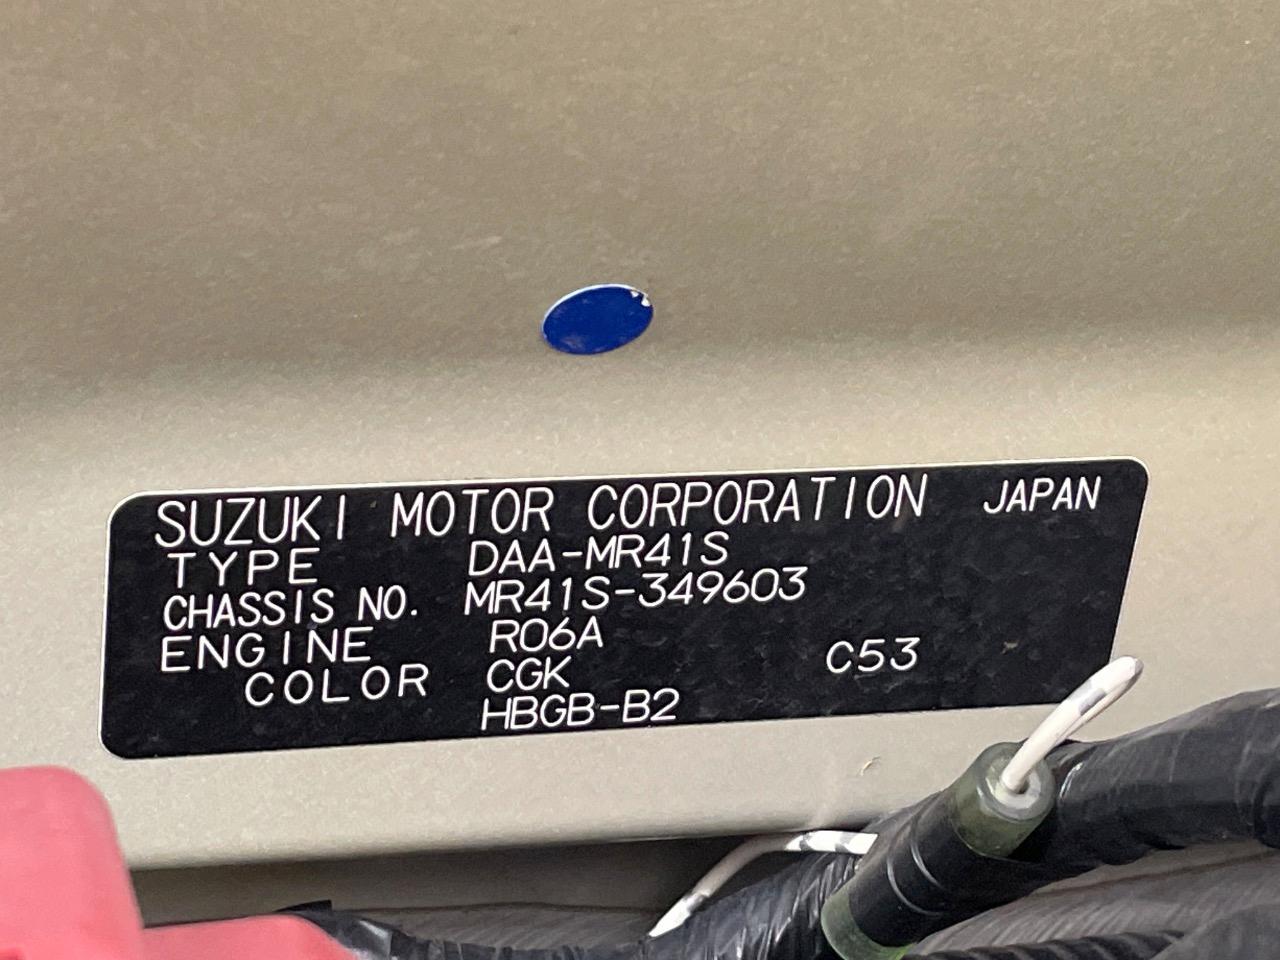 SUZUKI MOTOR CORPORATION JAPAN
TYPE DAA-MR41S
CHASSIS NO. MR41S-349603
ENGINE R06A
COLOR CGK C53
HBGB-B2